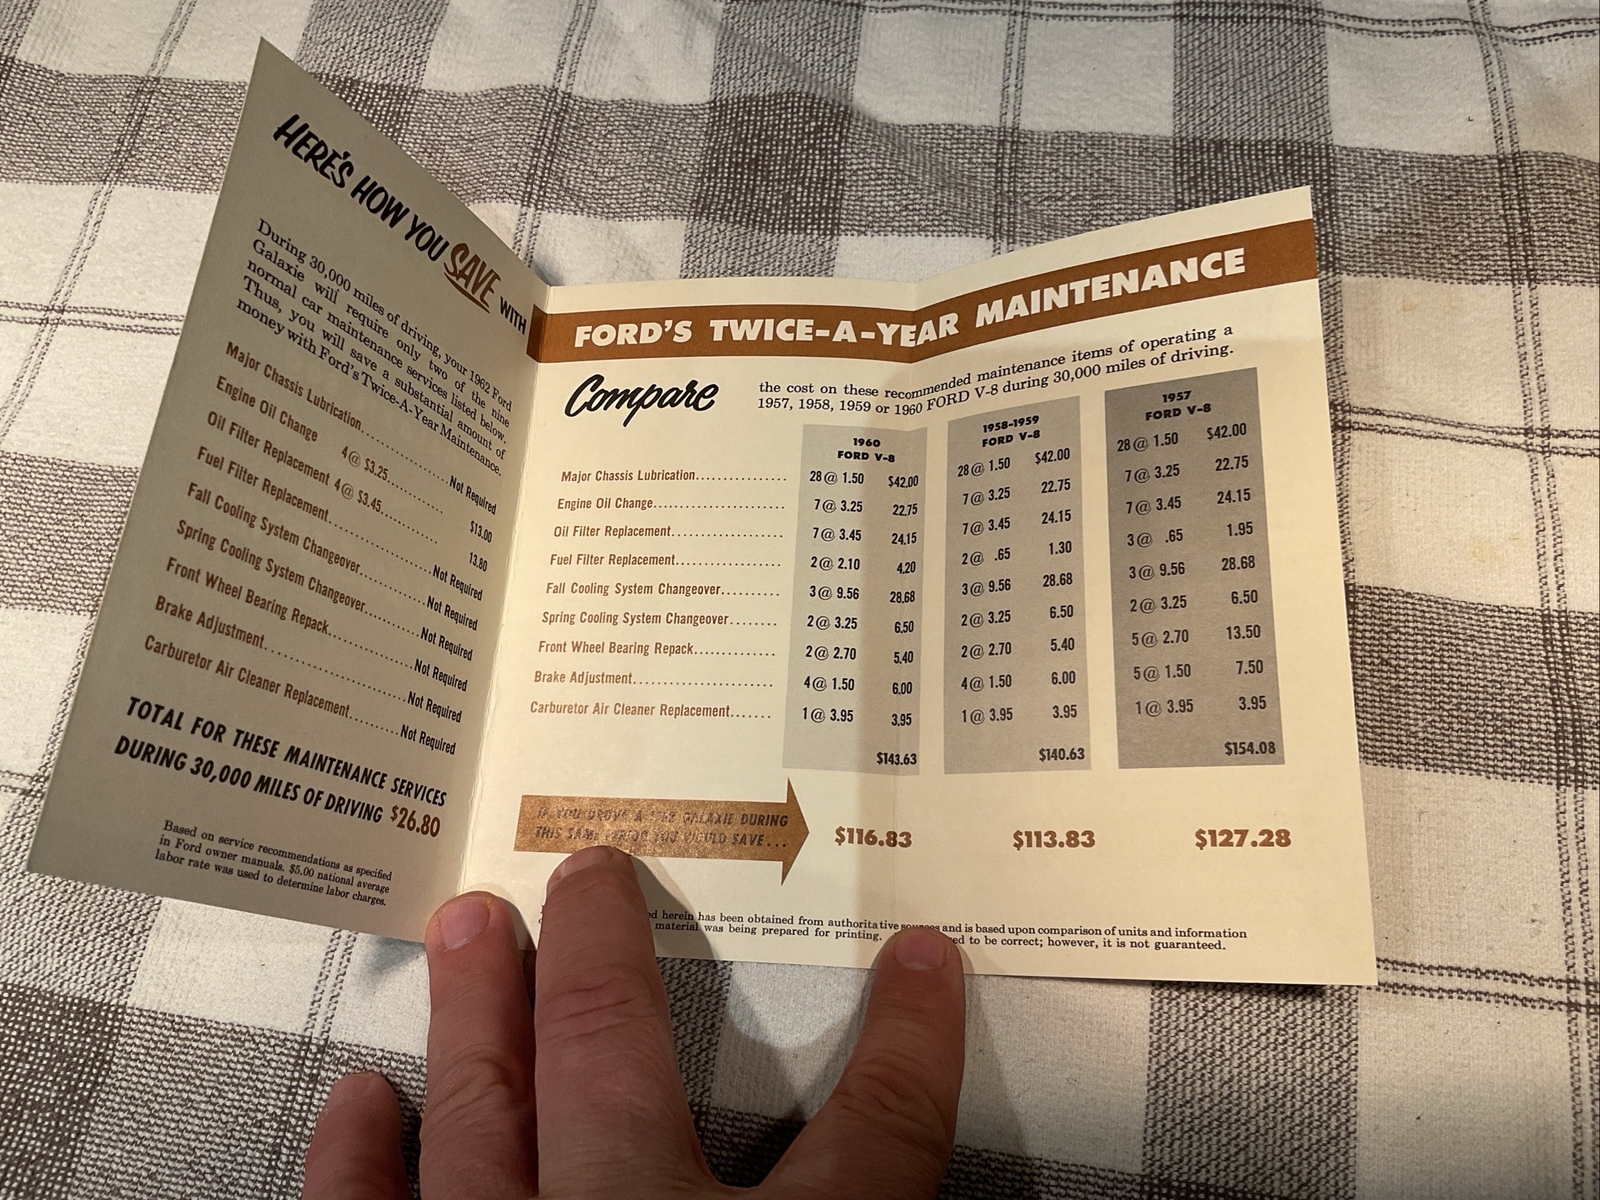 HERE'S HOW YOU SAVE WITH
During 30,000 miles of driving, your 1962 Ford
Galaxie will require only two of the nine
normal car maintenance services listed below.
Thus, you will save a substantial amount of
money with Ford's Twice-A-Year Maintenance.
Major Chassis Lubrication.................Not Required
Engine Oil Change 4 @ $3.25.......... $13.00
Oil Filter Replacement 4 @ $3.45.......... 13.80
Fuel Filter Replacement.................Not Required
Fall Cooling System Changeover..........Not Required
Spring Cooling System Changeover........Not Required
Front Wheel Bearing Repack..............Not Required
Brake Adjustment........................Not Required
Carburetor Air Cleaner Replacement.......Not Required
TOTAL FOR THESE MAINTENANCE SERVICES
DURING 30,000 MILES OF DRIVING $26.80
Based on service recommendations as specified
in Ford owner manuals. $5.00 national average
labor rate was used to determine labor charges.
FORD'S TWICE-A-YEAR MAINTENANCE
Compare
the cost on these recommended maintenance items of operating a
1957, 1958, 1959 or 1960 FORD V-8 during 30,000 miles of driving.
1960 1958-1959 1957
FORD V-8 FORD V-8 FORD V-8
Major Chassis Lubrication............... 28 @ 1.50 $42.00 28 @ 1.50 $42.00 28 @ 1.50 $42.00
Engine Oil Change...................... 7 @ 3.25 22.75 7 @ 3.25 22.75 7 @ 3.25 22.75
Oil Filter Replacement.................. 7 @ 3.45 24.15 7 @ 3.45 24.15 7 @ 3.45 24.15
Fuel Filter Replacement................. 2 @ 2.10 4.20 2 @ .65 1.30 3 @ .65 1.95
Fall Cooling System Changeover.......... 3 @ 9.56 28.68 3 @ 9.56 28.68 3 @ 9.56 28.68
Spring Cooling System Changeover........ 2 @ 3.25 6.50 2 @ 3.25 6.50 2 @ 3.25 6.50
Front Wheel Bearing Repack.............. 2 @ 2.70 5.40 2 @ 2.70 5.40 5 @ 2.70 13.50
Brake Adjustment........................ 4 @ 1.50 6.00 4 @ 1.50 6.00 5 @ 1.50 7.50
Carburetor Air Cleaner Replacement....... 1 @ 3.95 3.95 1 @ 3.95 3.95 1 @ 3.95 3.95
$143.63 $140.63 $154.08
IF YOU DROVE A GALAXIE DURING
THIS SAME PERIOD YOU WOULD SAVE...
$116.83 $113.83 $127.28
herein has been obtained from authoritative sources and is based upon comparison of units and information
material was being prepared for printing. to be correct; however, it is not guaranteed.